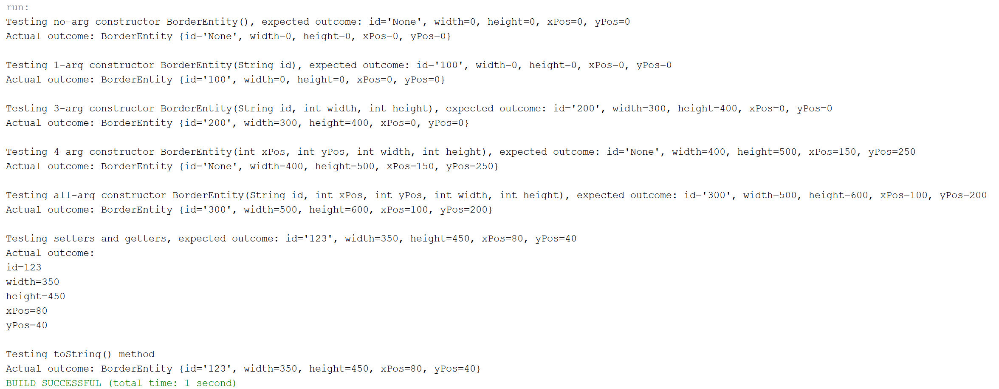 run:
Testing no-arg constructor BorderEntity(), expected outcome: id='None', width=0, height=0, xPos=0, yPos=0
Actual outcome: BorderEntity {id='None', width=0, height=0, xPos=0, yPos=0}
Testing 1-arg constructor BorderEntity(String id), expected outcome: id='100', width=0, height=0, xPos=0, yPos=0
Actual outcome: BorderEntity {id='100', width=0, height=0, xPos=0, yPos=0}
Testing 3-arg constructor BorderEntity(String id, int width, int height), expected outcome: id='200', width=300, height=400, xPos=0, yPos=0
Actual outcome: BorderEntity {id='200', width=300, height=400, xPos=0, yPos=0}
Testing 4-arg constructor BorderEntity(int xPos, int yPos, int width, int height), expected outcome: id='None', width=400, height=500, xPos=150, yPos=250
Actual outcome: BorderEntity {id='None', width=400, height=500, xPos=150, yPos=250}
Testing all-arg constructor BorderEntity(String id, int xPos, int yPos, int width, int height), expected outcome: id='300', width=500, height=600, xPos=100, yPos=200
Actual outcome: BorderEntity {id='300', width=500, height=600, xPos=100, yPos=200}
Testing setters and getters, expected outcome: id='123', width=350, height=450, xPos=80, yPos=40
Actual outcome:
id=123
width=350
height=450
xPos=80
yPos=40
Testing toString() method
Actual outcome: BorderEntity {id='123', width=350, height=450, xPos=80, yPos=40}
BUILD SUCCESSFUL (total time: 1 second)